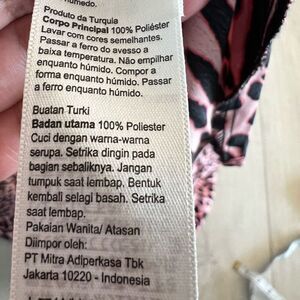 húmedo.
Produto da Turquia
Corpo Principal 100% Poliéster
Lavar com cores semelhantes.
Passar a ferro do avesso a
baixa temperatura. Não empilhar
enquanto húmido. Compor a
forma enquanto húmido. Passar
a ferro enquanto húmido.
Buatan Turki
Badan utama 100% Poliester
Cuci dengan warna-warna
serupa. Setrika dingin pada
bagian sebaliknya. Jangan
tumpuk saat lembap. Bentuk
kembali selagi basah. Setrika
saat lembap.
Pakaian Wanita/ Atasan
Diimpor oleh:
PT Mitra Adiperkasa Tbk
Jakarta 10220 - Indonesia